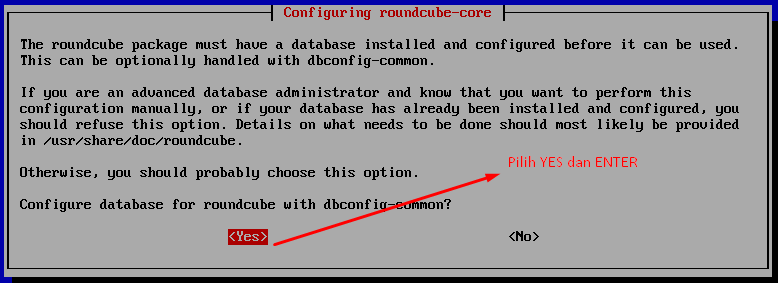 Configuring roundcube-core
The roundcube package must have a database installed and configured before it can be used.
This can be optionally handled with dbconfig-common.
If you are an advanced database administrator and know that you want to perform this
configuration manually, or if your database has already been installed and configured, you
should refuse this option. Details on what needs to be done should most likely be provided
in /usr/share/doc/roundcube.
Otherwise, you should probably choose this option.
Pilih YES dan ENTER
Configure database for roundcube with dbconfig-common?
<Yes> <No>